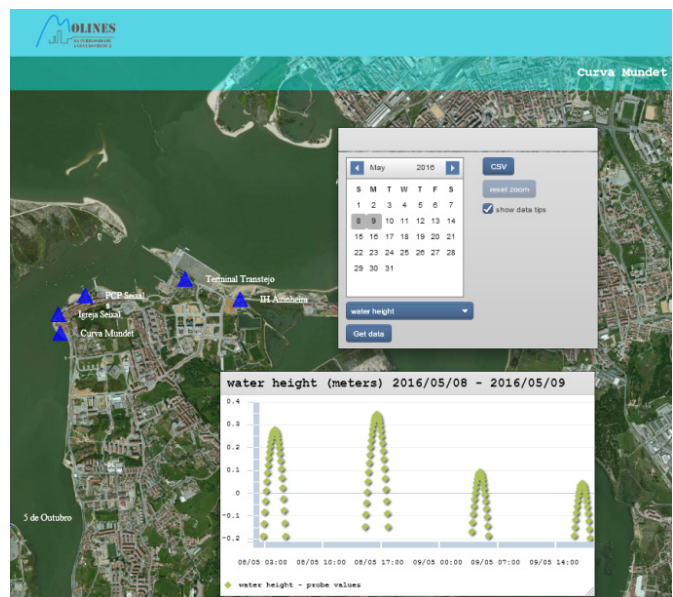 MOLINES
Curva Mundet
May 2016
CSV
reset zoom
show data tips
S M T W T F S
1 2 3 4 5 6 7
8 9 10 11 12 13 14
15 16 17 18 19 20 21
22 23 24 25 26 27 28
29 30 31
water height
Get data
Terminal Transtejo
PCP Seixal
IH Azinheira
Igreja Seixal
Curva Mundet
5 de Outubro
water height (meters) 2016/05/08 - 2016/05/09
0.4
0.3
0.2
0.1
0
-0.1
-0.2
08/05 03:00 08/05 10:00 08/05 17:00 09/05 00:00 09/05 07:00 09/05 14:00
water height - probe values